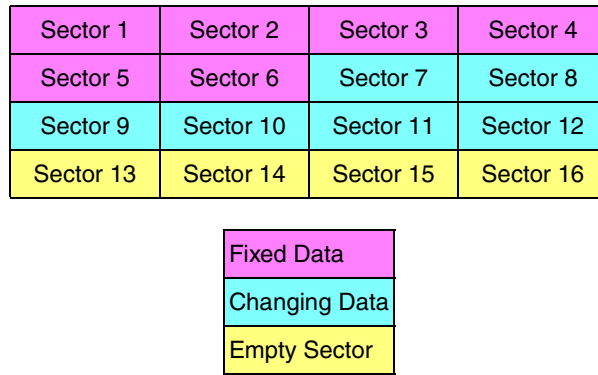 Sector 1 Sector 2 Sector 3 Sector 4
Sector 5 Sector 6 Sector 7 Sector 8
Sector 9 Sector 10 Sector 11 Sector 12
Sector 13 Sector 14 Sector 15 Sector 16
Fixed Data
Changing Data
Empty Sector